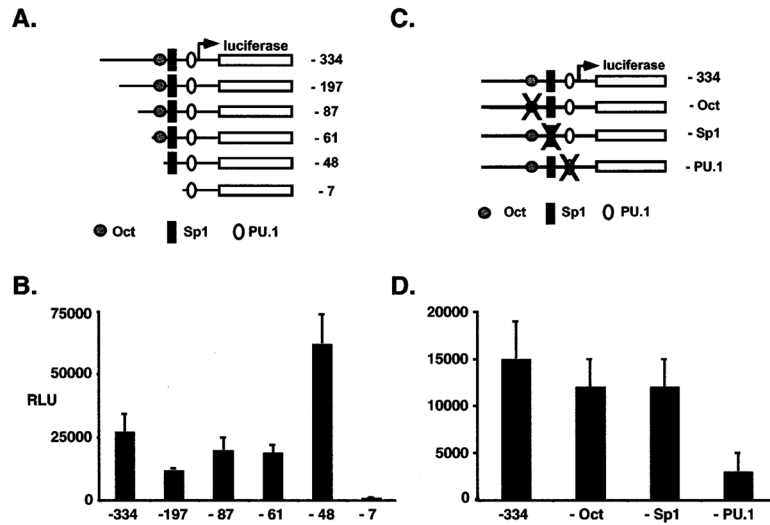 A.
luciferase
- 334
- 197
- 87
- 61
- 48
- 7
Oct Sp1 PU.1
B.
75000
50000
RLU
25000
0
-334 -197 - 87 - 61 - 48 - 7
C.
luciferase
- 334
- Oct
- Sp1
- PU.1
Oct Sp1 PU.1
D.
20000
15000
10000
5000
0
-334 - Oct - Sp1 - PU.1